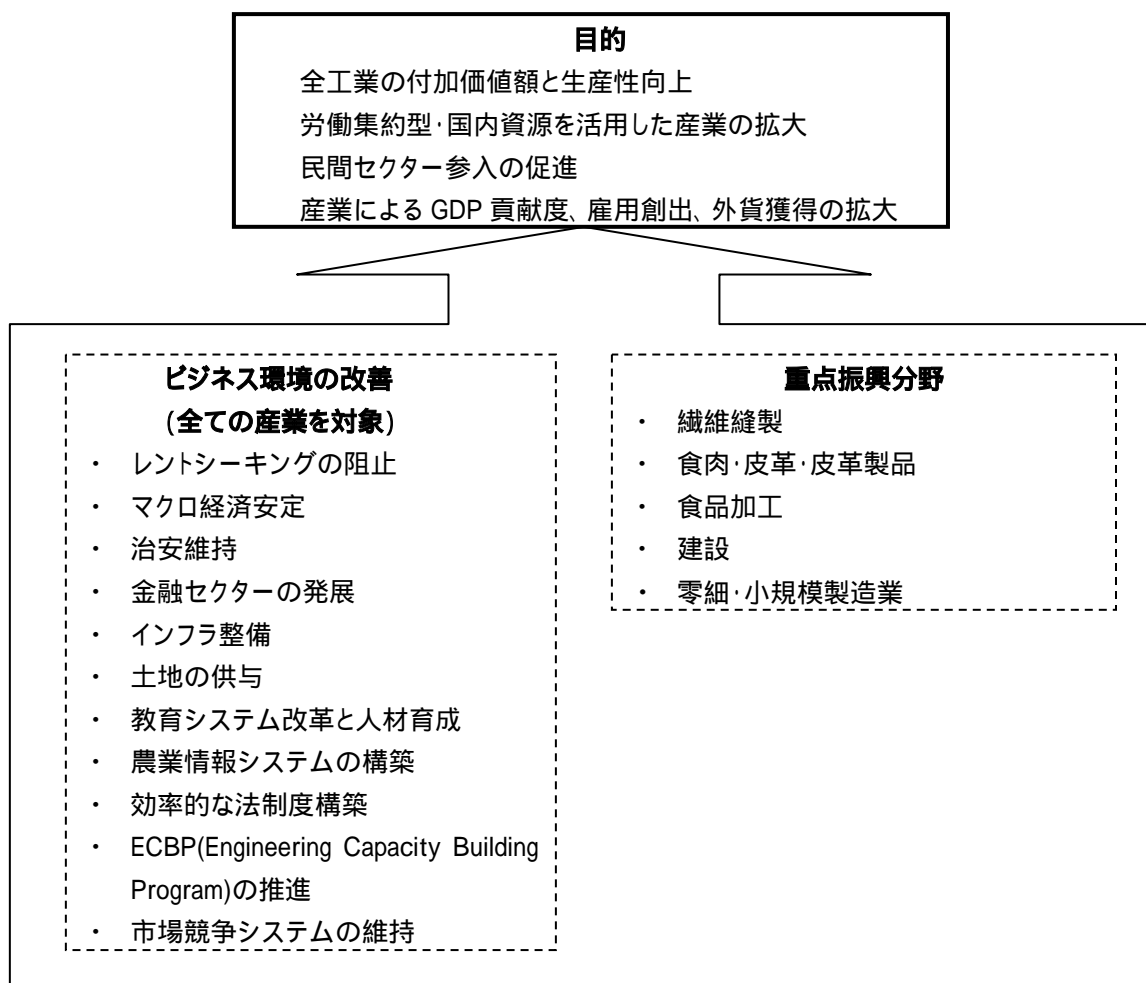 目的
全工業の付加価値額と生産性向上
労働集約型・国内資源を活用した産業の拡大
民間セクター参入の促進
産業による GDP 貢献度、雇用創出、外貨獲得の拡大
ビジネス環境の改善
(全ての産業を対象)
・ レントシーキングの阻止
・ マクロ経済安定
・ 治安維持
・ 金融セクターの発展
・ インフラ整備
・ 土地の供与
・ 教育システム改革と人材育成
・ 農業情報システムの構築
・ 効率的な法制度構築
・ ECBP(Engineering Capacity Building
Program)の推進
・ 市場競争システムの維持
重点振興分野
・ 繊維縫製
・ 食肉・皮革・皮革製品
・ 食品加工
・ 建設
・ 零細・小規模製造業